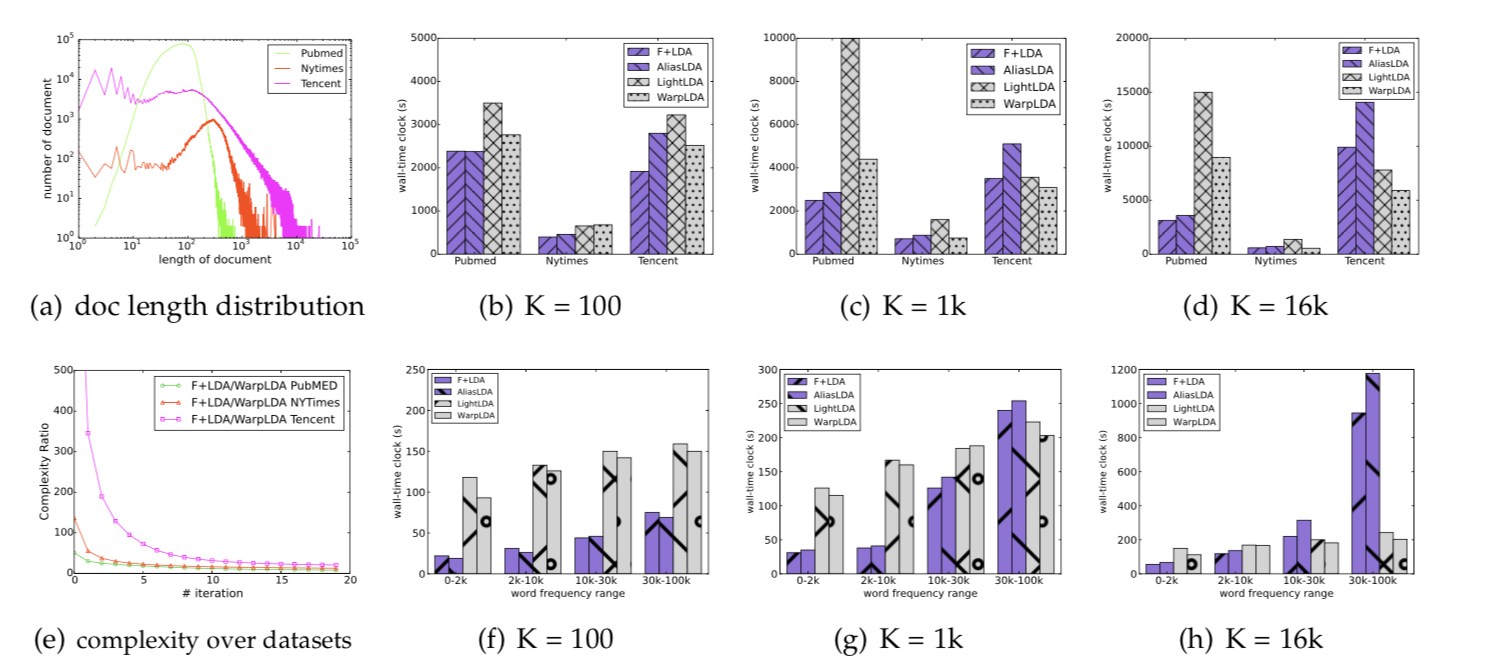 10^5
10^4
10^3
10^2
10^1
10^0
number of document
Pubmed
Nytimes
Tencent
10^0 10^1 10^2 10^3 10^4 10^5
length of document
(a) doc length distribution
5000
4000
3000
2000
1000
0
wall-time clock (s)
F+LDA
AliasLDA
LightLDA
WarpLDA
Pubmed Nytimes Tencent
(b) K = 100
10000
8000
6000
4000
2000
0
wall-time clock (s)
F+LDA
AliasLDA
LightLDA
WarpLDA
Pubmed Nytimes Tencent
(c) K = 1k
20000
15000
10000
5000
0
wall-time clock (s)
F+LDA
AliasLDA
LightLDA
WarpLDA
Pubmed Nytimes Tencent
(d) K = 16k
500
400
300
200
100
0
Complexity Ratio
F+LDA/WarpLDA PubMED
F+LDA/WarpLDA NYTimes
F+LDA/WarpLDA Tencent
0 5 10 15 20
# iteration
(e) complexity over datasets
250
200
150
100
50
0
wall-time clock (s)
F+LDA
AliasLDA
LightLDA
WarpLDA
0-2k 2k-10k 10k-30k 30k-100k
word frequency range
(f) K = 100
300
250
200
150
100
50
0
wall-time clock (s)
F+LDA
AliasLDA
LightLDA
WarpLDA
0-2k 2k-10k 10k-30k 30k-100k
word frequency range
(g) K = 1k
1200
1000
800
600
400
200
0
wall-time clock (s)
F+LDA
AliasLDA
LightLDA
WarpLDA
0-2k 2k-10k 10k-30k 30k-100k
word frequency range
(h) K = 16k